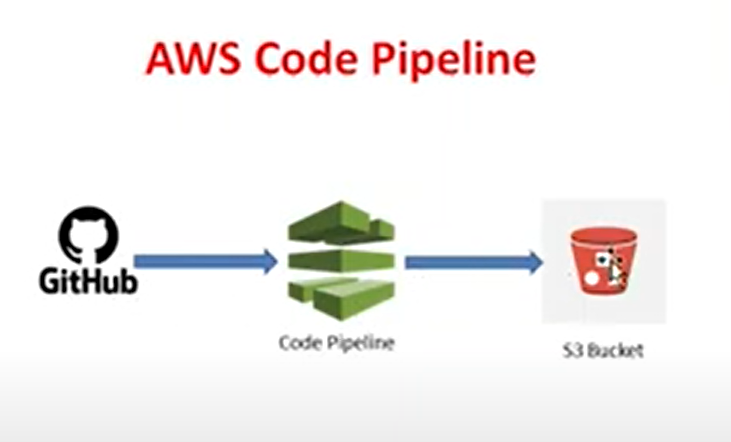 AWS Code Pipeline
GitHub
Code Pipeline
S3 Bucket